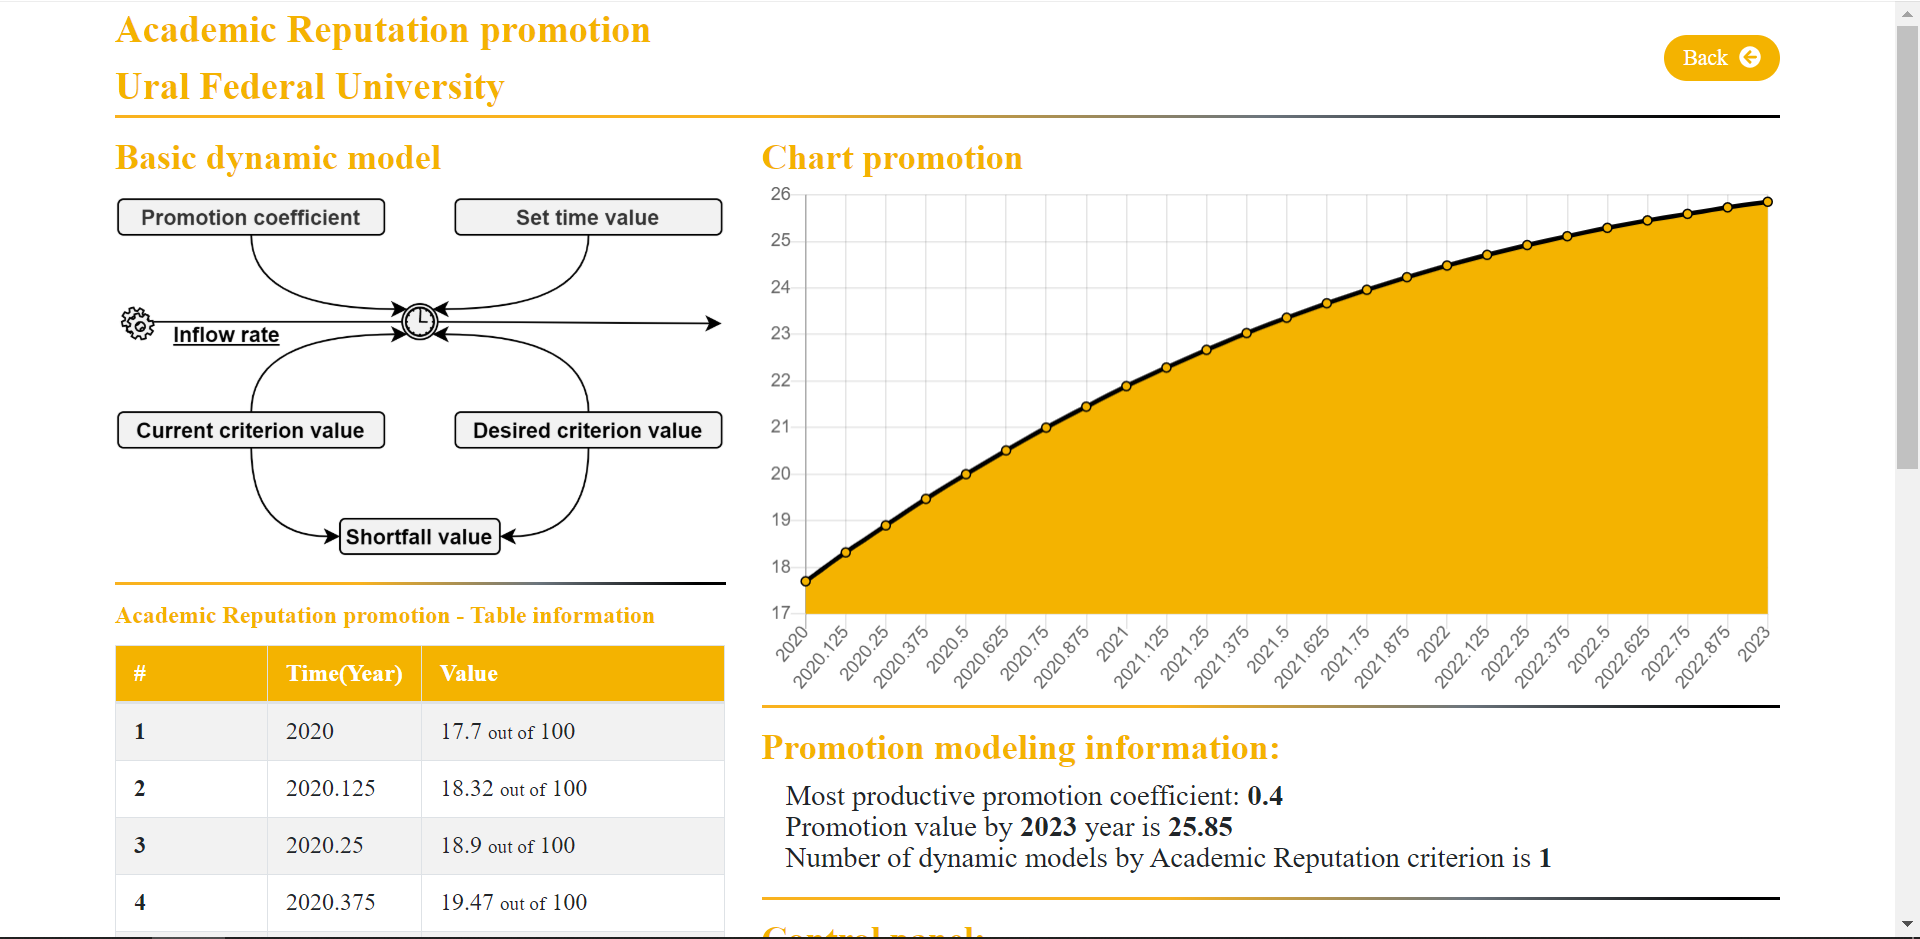 Academic Reputation promotion
Ural Federal University
Back
Basic dynamic model
Promotion coefficient
Set time value
Inflow rate
Current criterion value
Desired criterion value
Shortfall value
Academic Reputation promotion - Table information
# Time(Year) Value
1 2020 17.7 out of 100
2 2020.125 18.32 out of 100
3 2020.25 18.9 out of 100
4 2020.375 19.47 out of 100
Chart promotion
26
25
24
23
22
21
20
19
18
17
2020
2020.125
2020.25
2020.375
2020.5
2020.625
2020.75
2020.875
2021
2021.125
2021.25
2021.375
2021.5
2021.625
2021.75
2021.875
2022
2022.125
2022.25
2022.375
2022.5
2022.625
2022.75
2022.875
2023
Promotion modeling information:
Most productive promotion coefficient: 0.4
Promotion value by 2023 year is 25.85
Number of dynamic models by Academic Reputation criterion is 1
Control panel: